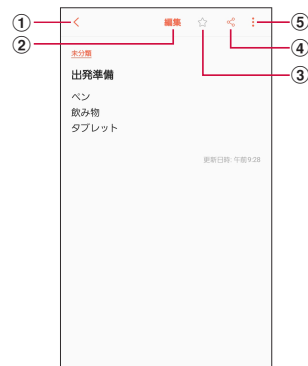 ① 編集 ⑤
②
③
④
未分類
出発準備
ペン
飲み物
タブレット
更新日時: 午前9:28